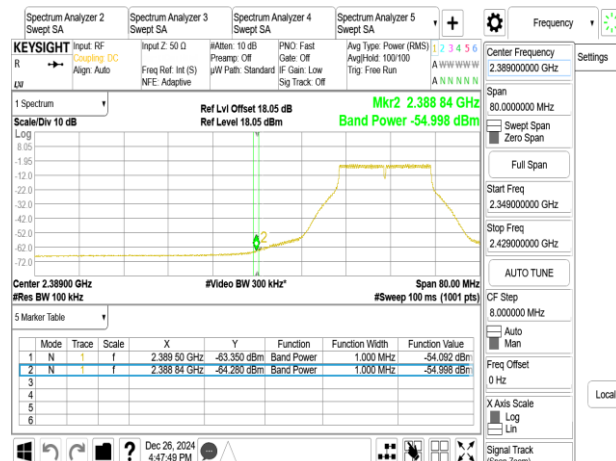 Spectrum Analyzer 2
Swept SA
Spectrum Analyzer 3
Swept SA
Spectrum Analyzer 4
Swept SA
Spectrum Analyzer 5
Swept SA
Frequency
KEYSIGHT
R
Input: RF
Coupling: DC
Align: Auto
Input Z: 50 Ω
Freq Ref: Int (S)
NFE: Adaptive
#Atten: 10 dB
Preamp: Off
µW Path: Standard
PNO: Fast
Gate: Off
IF Gain: Low
Sig Track: Off
Avg Type: Power (RMS)
Avg|Hold: 100/100
Trig: Free Run
1 2 3 4 5 6
A W W W W W
A N N N N N
1 Spectrum
Scale/Div 10 dB
Ref Lvl Offset 18.05 dB
Ref Level 18.05 dBm
Mkr2 2.388 84 GHz
Band Power -54.998 dBm
Log
8.05
-1.95
-12.0
-22.0
-32.0
-42.0
-52.0
-62.0
-72.0
2
Center 2.38900 GHz
#Res BW 100 kHz
#Video BW 300 kHz*
Span 80.00 MHz
#Sweep 100 ms (1001 pts)
5 Marker Table
Mode Trace Scale X Y Function Function Width Function Value
1 N 1 f 2.389 50 GHz -63.350 dBm Band Power 1.000 MHz -54.092 dBm
2 N 1 f 2.388 84 GHz -64.280 dBm Band Power 1.000 MHz -54.998 dBm
3
4
5
6
Dec 26, 2024
4:47:49 PM
Center Frequency
2.389000000 GHz
Settings
Span
80.0000000 MHz
Swept Span
Zero Span
Full Span
Start Freq
2.349000000 GHz
Stop Freq
2.429000000 GHz
AUTO TUNE
CF Step
8.000000 MHz
Auto
Man
Freq Offset
0 Hz
Local
X Axis Scale
Log
Lin
Signal Track
(Span Zoom)